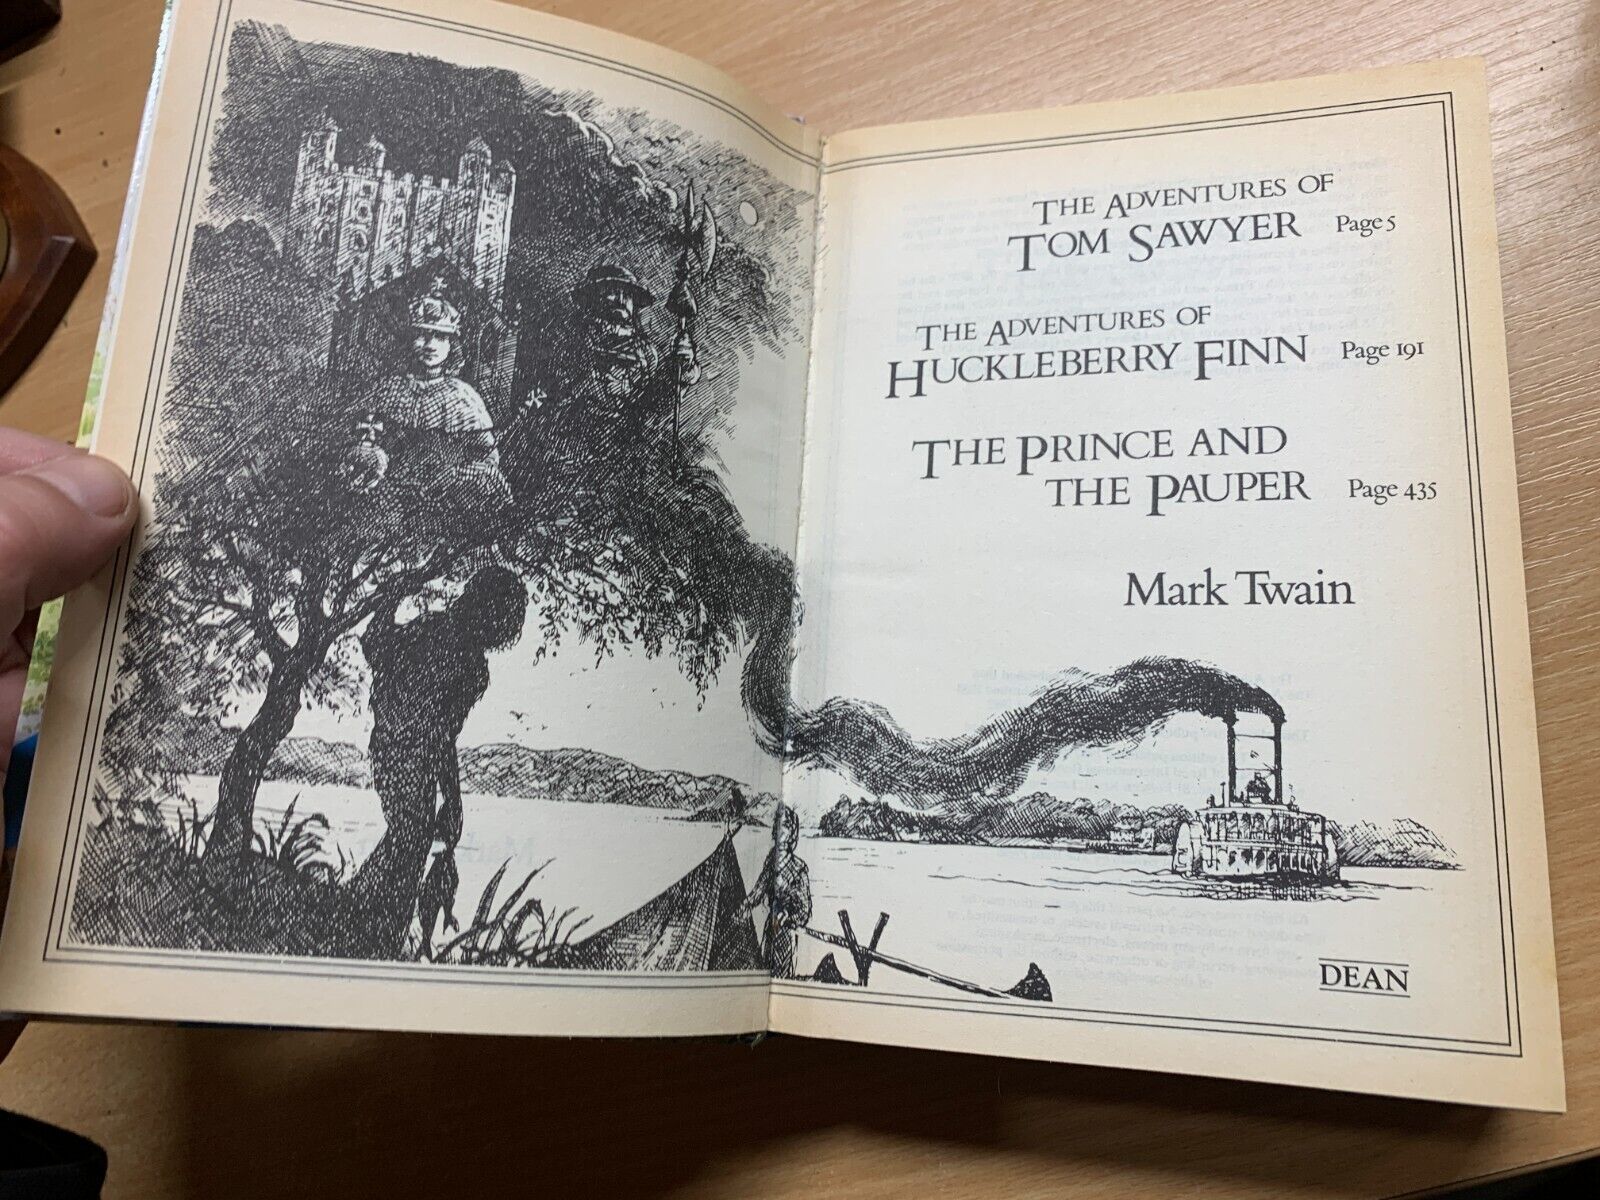 THE ADVENTURES OF
TOM SAWYER Page 5
THE ADVENTURES OF
HUCKLEBERRY FINN Page 191
THE PRINCE AND
THE PAUPER Page 435
Mark Twain
DEAN